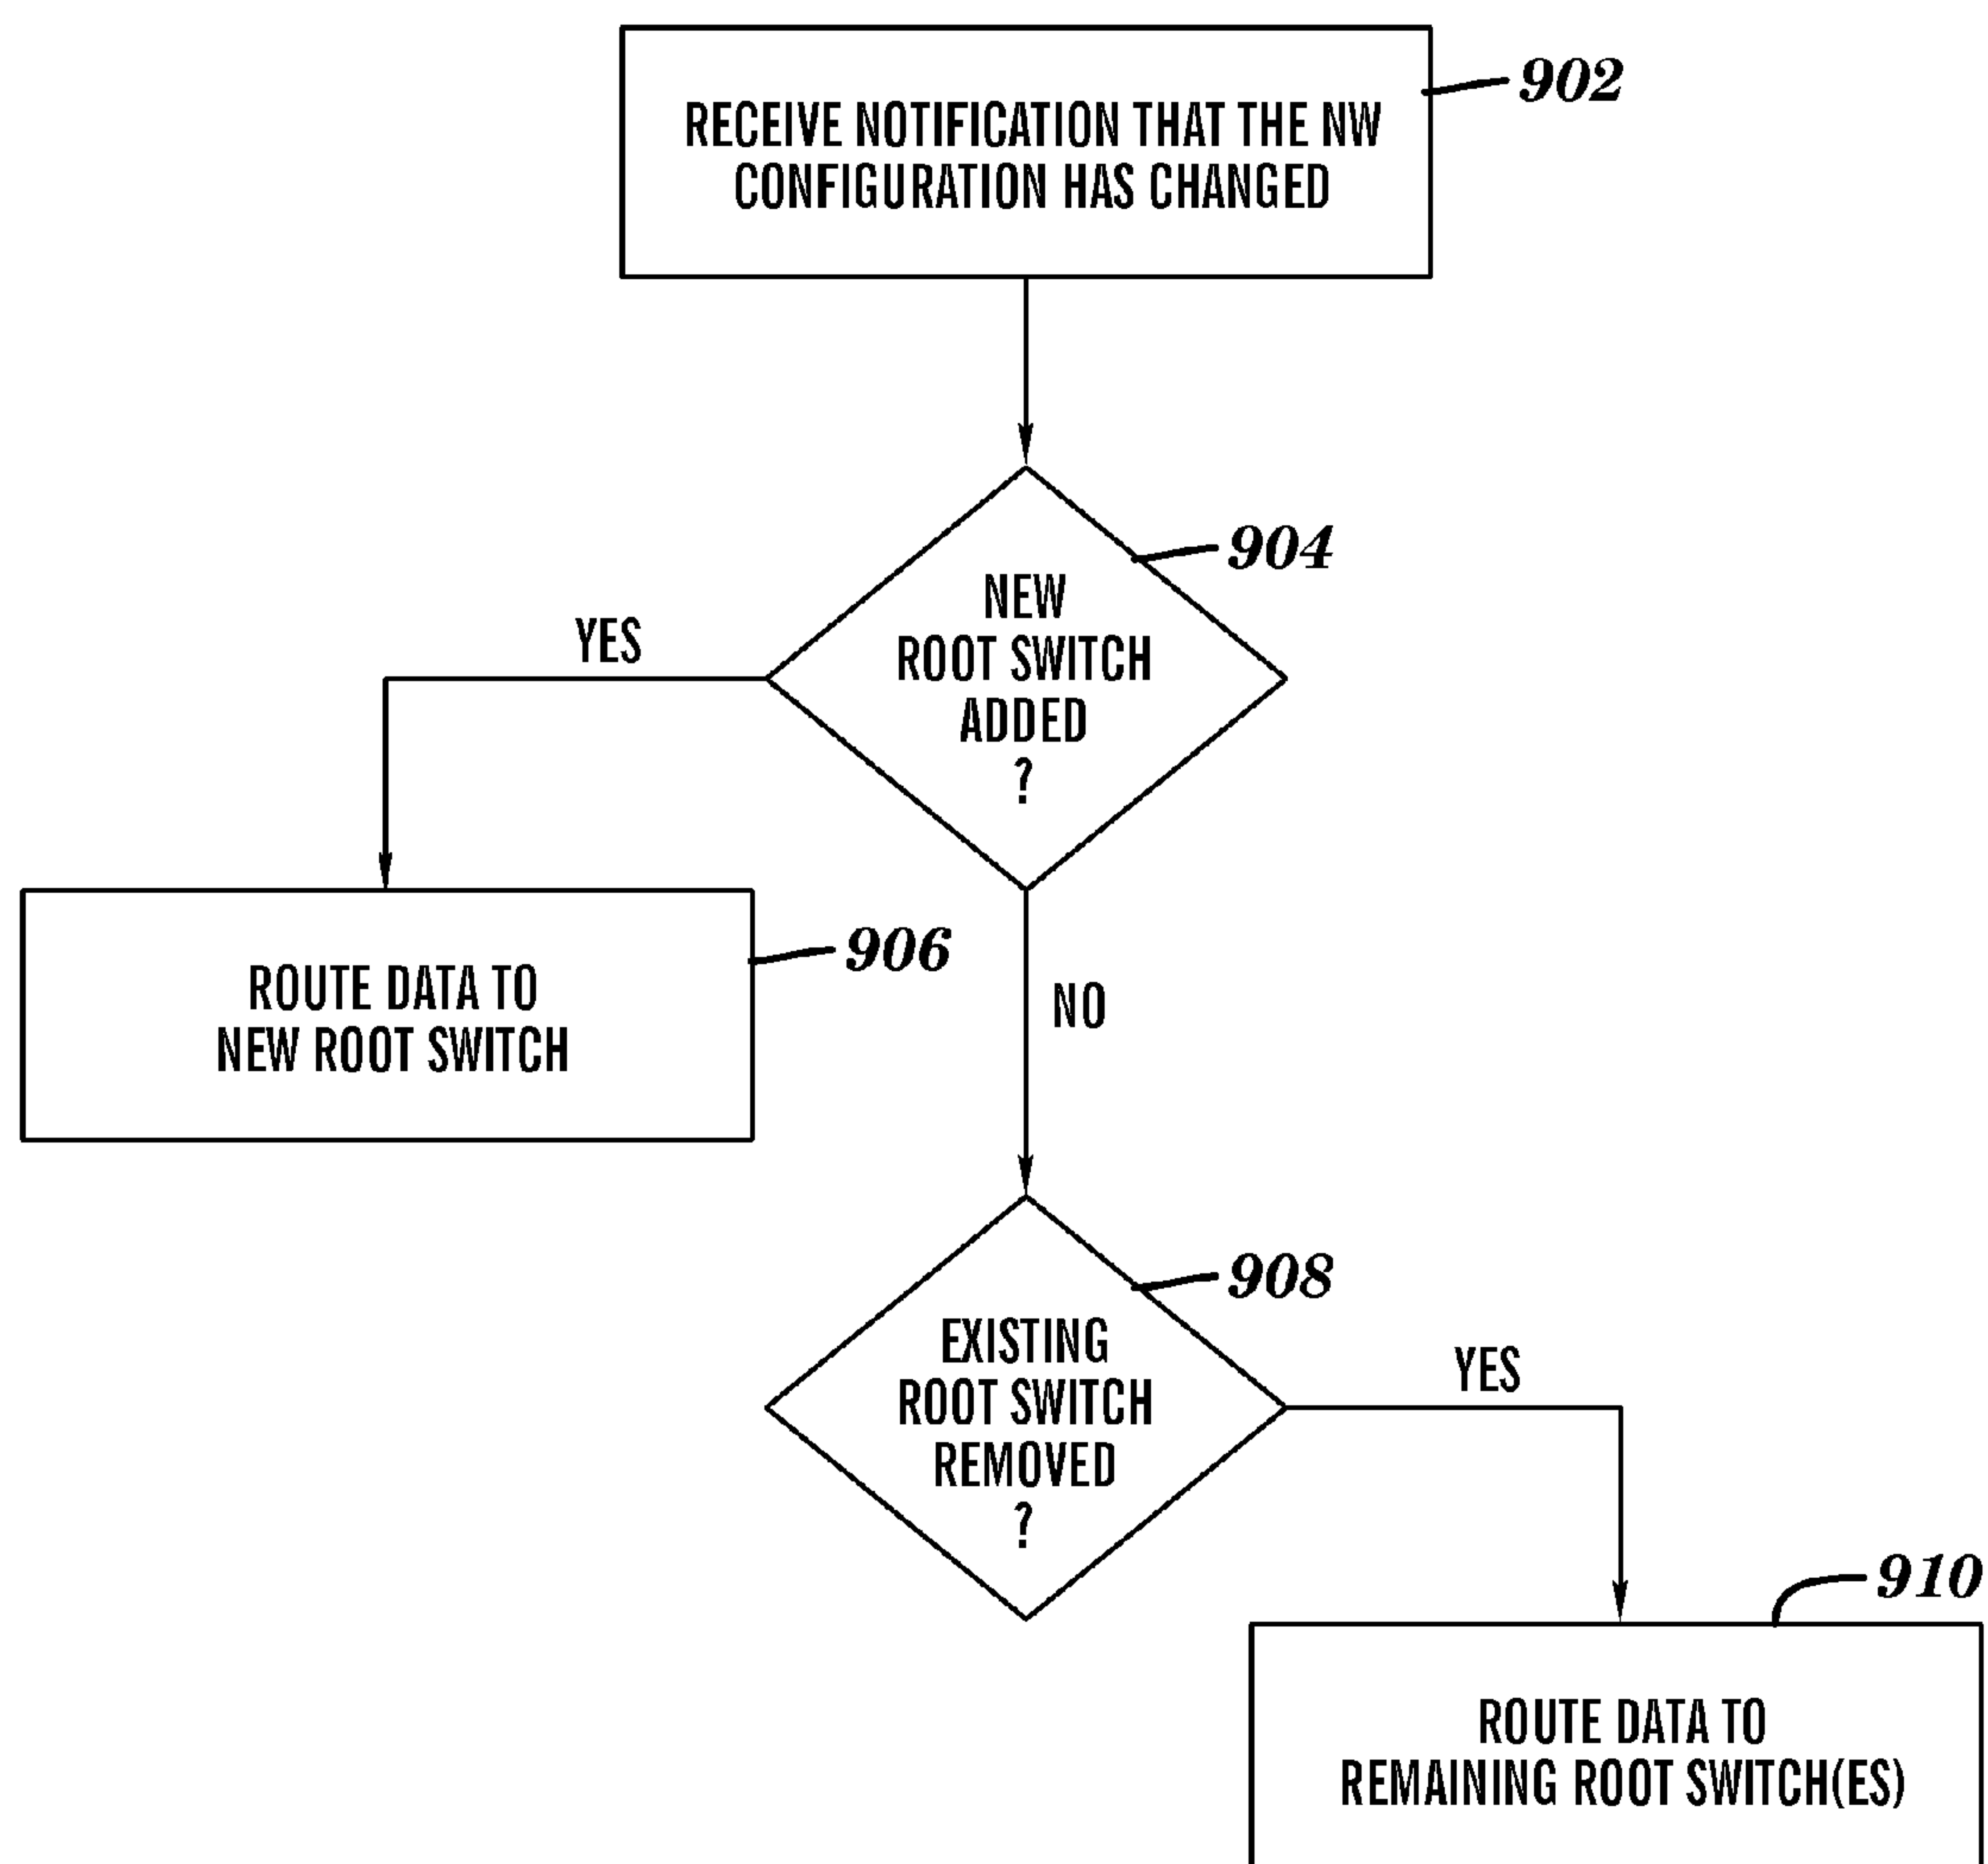 RECEIVE NOTIFICATION THAT THE NW
CONFIGURATION HAS CHANGED
902
904
NEW
ROOT SWITCH
ADDED
?
YES
906
ROUTE DATA TO
NEW ROOT SWITCH
NO
908
EXISTING
ROOT SWITCH
REMOVED
?
YES
910
ROUTE DATA TO
REMAINING ROOT SWITCH(ES)